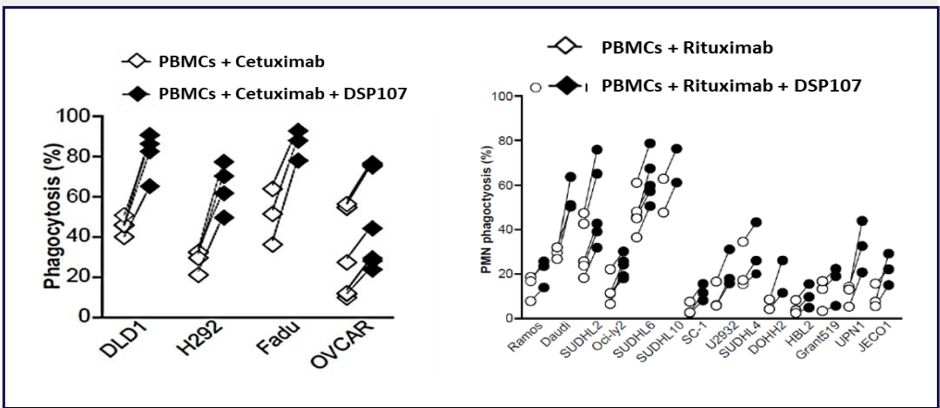 PBMCs + Cetuximab
PBMCs + Cetuximab + DSP107
Phagocytosis (%)
100
80
60
40
20
0
DLD1
H292
Fadu
OVCAR
PBMCs + Rituximab
PBMCs + Rituximab + DSP107
PMN phagoctyosis (%)
100
80
60
40
20
0
Ramos
Daudi
SUDHL2
Oci-ly2
SUDHL6
SUDHL10
SC-1
U2932
SUDHL4
DOHH2
HBL2
Grant519
UPN1
JECO1